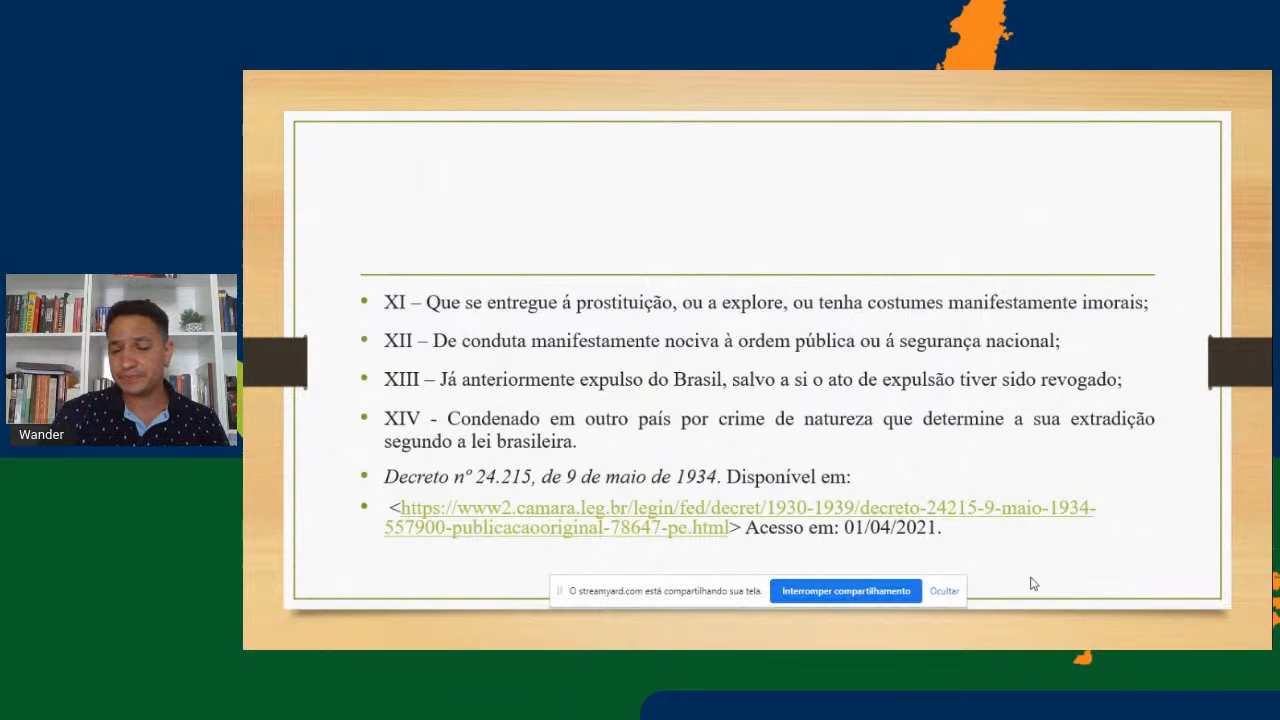 XI – Que se entregue á prostituição, ou a explore, ou tenha costumes manifestamente imorais;
XII – De conduta manifestamente nociva à ordem pública ou á segurança nacional;
XIII – Já anteriormente expulso do Brasil, salvo a si o ato de expulsão tiver sido revogado;
XIV - Condenado em outro país por crime de natureza que determine a sua extradição
segundo a lei brasileira.
Decreto nº 24.215, de 9 de maio de 1934. Disponível em:
<https://www2.camara.leg.br/legin/fed/decret/1930-1939/decreto-24215-9-maio-1934-
557900-publicacaooriginal-78647-pe.html> Acesso em: 01/04/2021.
Wander
O streamyard.com está compartilhando sua tela. Interromper compartilhamento Ocultar